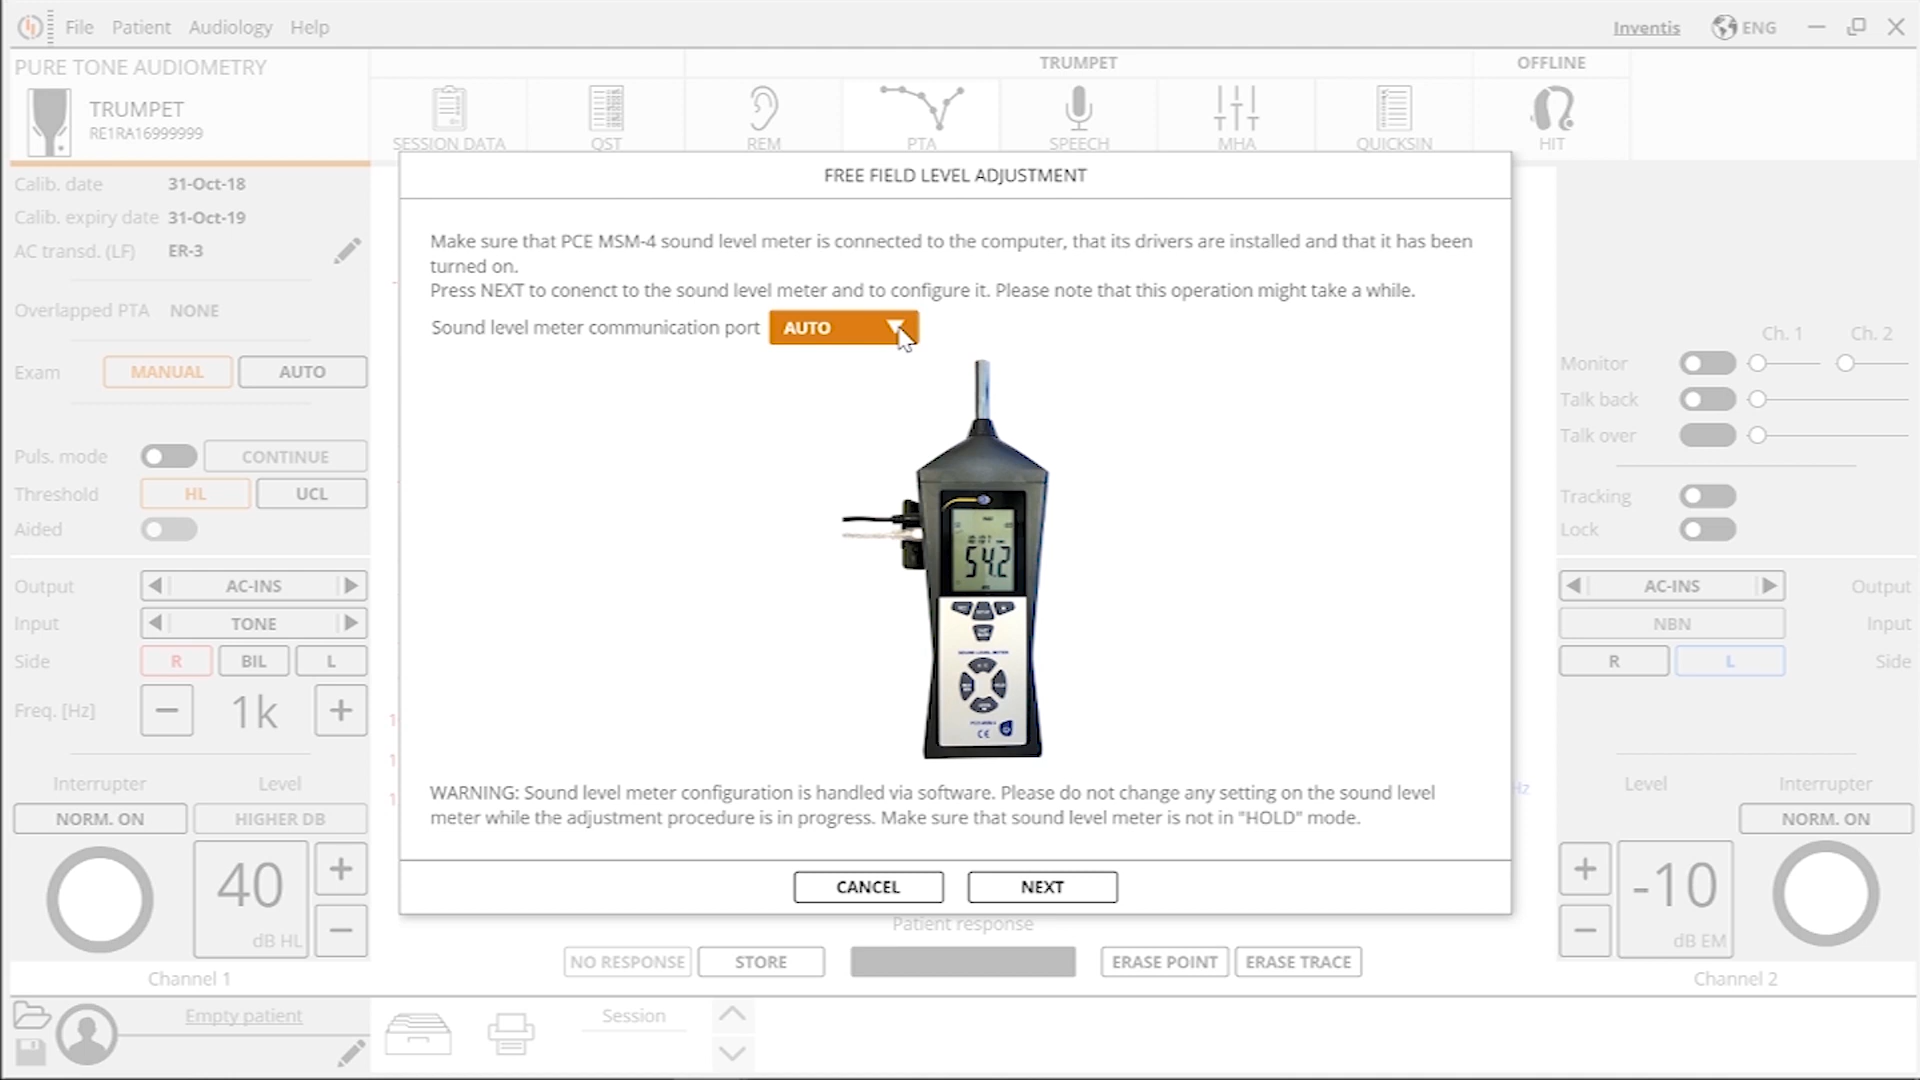 File Patient Audiology Help
Inventis ENG
PURE TONE AUDIOMETRY
TRUMPET
RE1RA16999999
TRUMPET
OFFLINE
SESSION DATA QST REM PTA SPEECH MHA QUICKSIN HIT
Calib. date 31-Oct-18
Calib. expiry date 31-Oct-19
AC transd. (LF) ER-3
Overlapped PTA NONE
Exam MANUAL AUTO
Puls. mode CONTINUE
Threshold HL UCL
Aided
Output AC-INS
Input TONE
Side R BIL L
Freq. [Hz] 1k
Interrupter Level
NORM. ON HIGHER DB
40
dB HL
Channel 1
FREE FIELD LEVEL ADJUSTMENT
Make sure that PCE MSM-4 sound level meter is connected to the computer, that its drivers are installed and that it has been
turned on.
Press NEXT to conenct to the sound level meter and to configure it. Please note that this operation might take a while.
Sound level meter communication port AUTO
54.2
SOUND LEVEL METER
CE
WARNING: Sound level meter configuration is handled via software. Please do not change any setting on the sound level
meter while the adjustment procedure is in progress. Make sure that sound level meter is not in "HOLD" mode.
CANCEL NEXT
Patient response
NO RESPONSE STORE ERASE POINT ERASE TRACE
Ch. 1 Ch. 2
Monitor
Talk back
Talk over
Tracking
Lock
AC-INS Output
NBN Input
R L Side
Hz
Level Interrupter
NORM. ON
-10
dB EM
Channel 2
Empty patient
Session